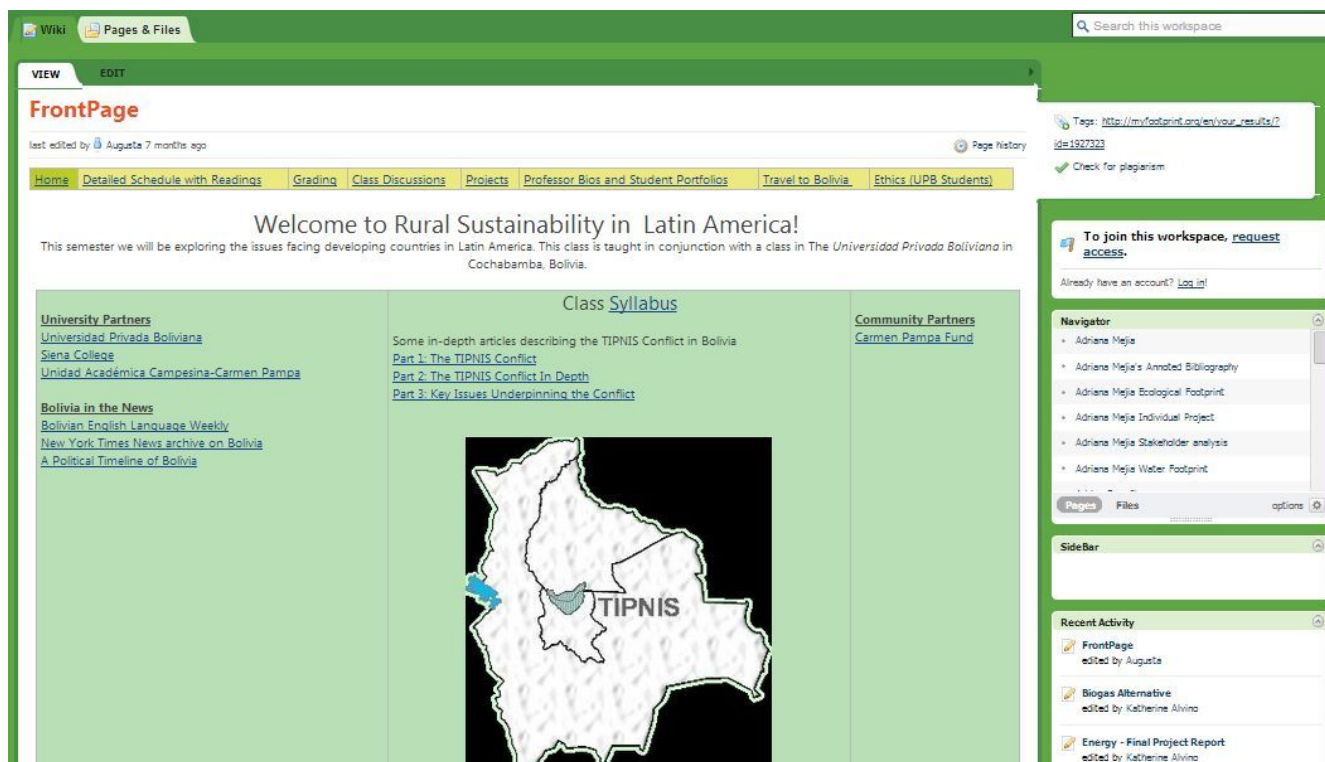 Wiki
Pages & Files
Search this workspace
VIEW
EDIT
FrontPage
last edited by Augusta 7 months ago
Page history
Home Detailed Schedule with Readings Grading Class Discussions Projects Professor Bios and Student Portfolios Travel to Bolivia Ethics (UPB Students)
Welcome to Rural Sustainability in Latin America!
This semester we will be exploring the issues facing developing countries in Latin America. This class is taught in conjunction with a class in The Universidad Privada Boliviana in
Cochabamba, Bolivia.
University Partners
Universidad Privada Boliviana
Siena College
Unidad Académica Campesina-Carmen Pampa
Bolivia in the News
Bolivian English Language Weekly
New York Times News archive on Bolivia
A Political Timeline of Bolivia
Class Syllabus
Some in-depth articles describing the TIPNIS Conflict in Bolivia
Part 1: The TIPNIS Conflict
Part 2: The TIPNIS Conflict In Depth
Part 3: Key Issues Underpinning the Conflict
TIPNIS
Community Partners
Carmen Pampa Fund
Tags: http://myfootprint.org/en/your_results/?
id=1927323
Check for plagiarism
To join this workspace, request
access.
Already have an account? Log in!
Navigator
Adriana Mejia
Adriana Mejia's Annoted Bibliography
Adriana Mejia Ecological Footprint
Adriana Mejia Individual Project
Adriana Mejia Stakeholder analysis
Adriana Mejia Water Footprint
Pages Files options
SideBar
Recent Activity
FrontPage
edited by Augusta
Biogas Alternative
edited by Katherine Alvino
Energy - Final Project Report
edited by Katherine Alvino